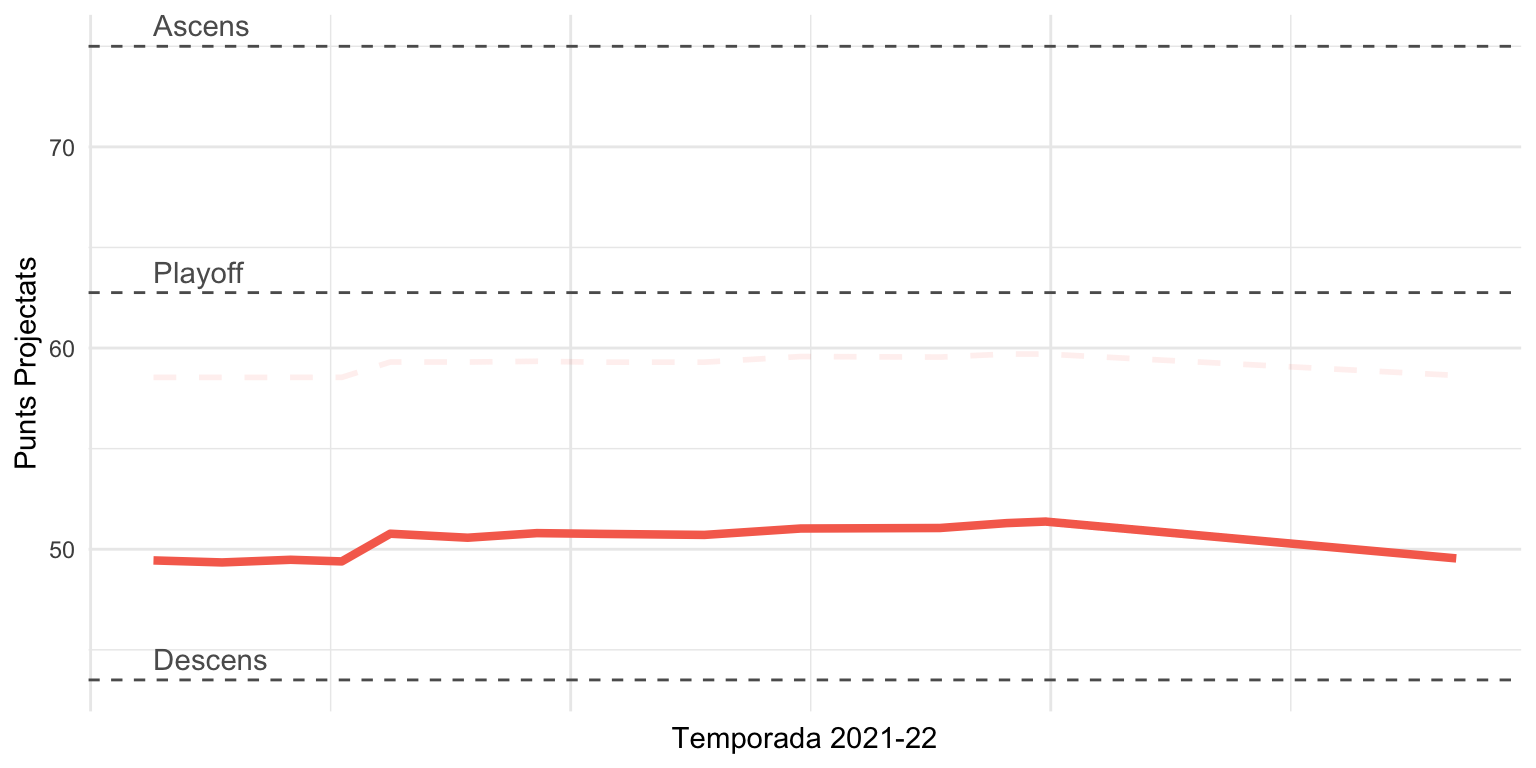 Ascens
70
Playoff
60
50
Descens
Punts Projectats
Temporada 2021-22